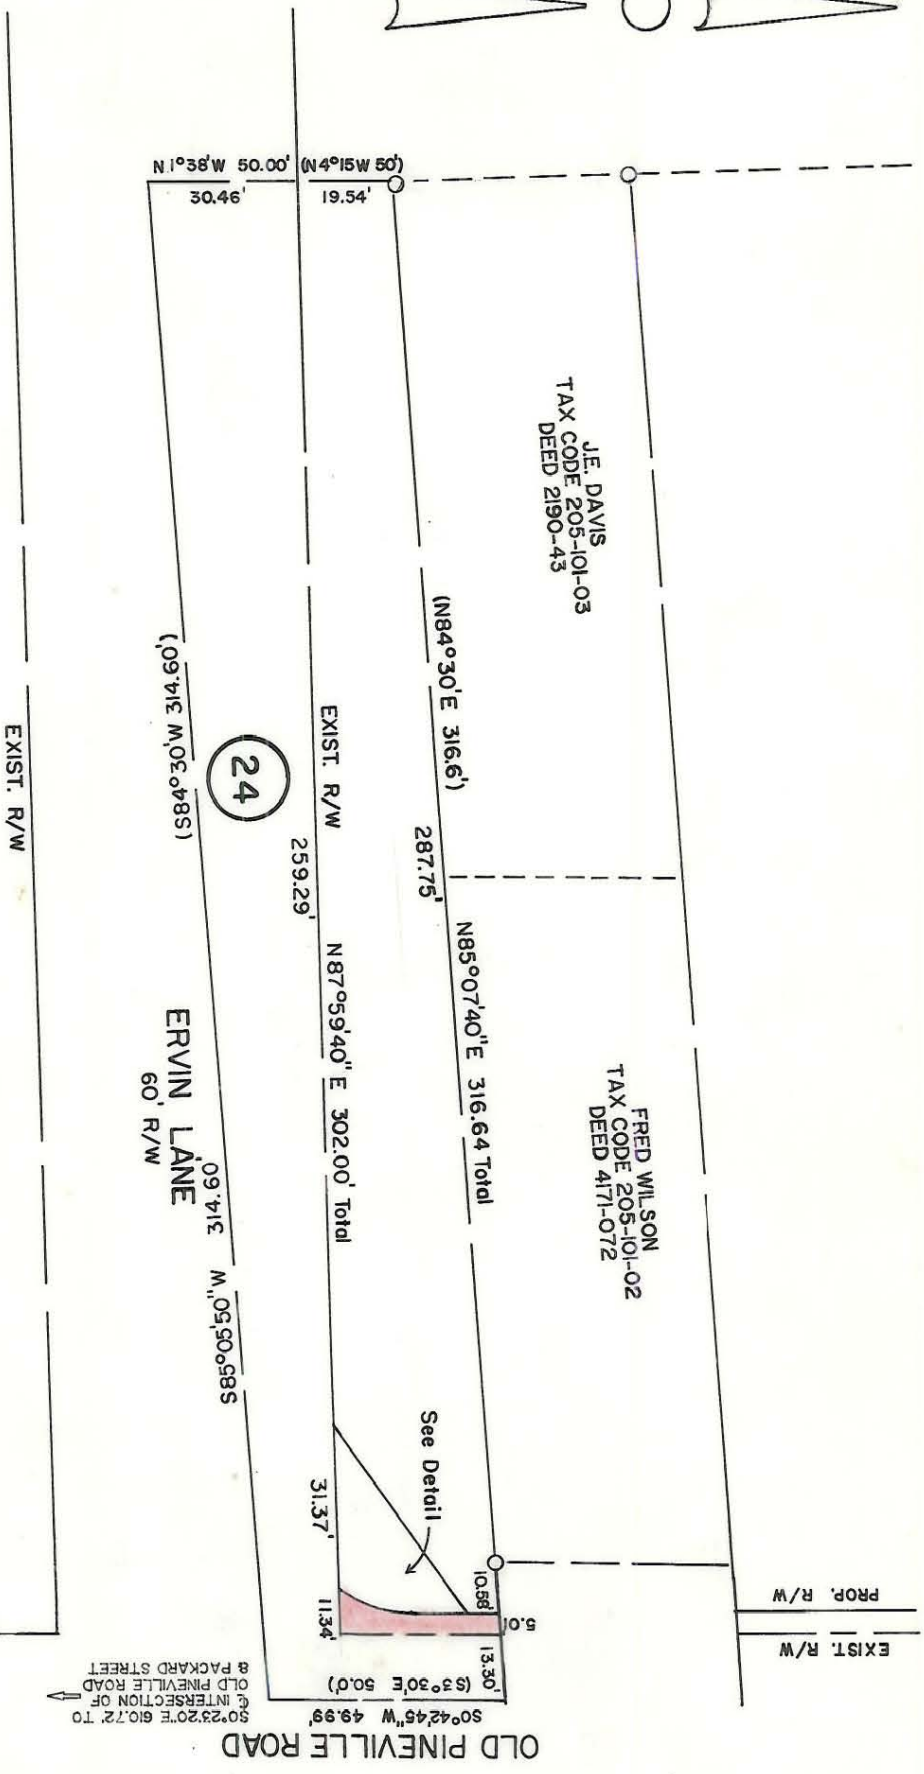 N 1°38'W 50.00' (N4°15W 50')
30.46'
19.54'
J.E. DAVIS
TAX CODE 205-101-03
DEED 2190-43
FRED WILSON
TAX CODE 205-101-02
DEED 4171-072
(N84°30'E 316.6')
287.75'
N85°07'40"E 316.64 Total
EXIST. R/W
259.29'
N87°59'40"E 302.00' Total
24
(S84°30'W 314.60')
S85°05'50"W 314.60'
ERVIN LANE
60' R/W
EXIST. R/W
See Detail
31.37'
11.34'
10.58'
5.0'
13.30'
PROP. R/W
EXIST. R/W
(S3°30'E 50.0')
S0°42'45"W 49.99'
OLD PINEVILLE ROAD
S0°23'20"E 610.72' TO
℄ INTERSECTION OF
OLD PINEVILLE ROAD
& PACKARD STREET